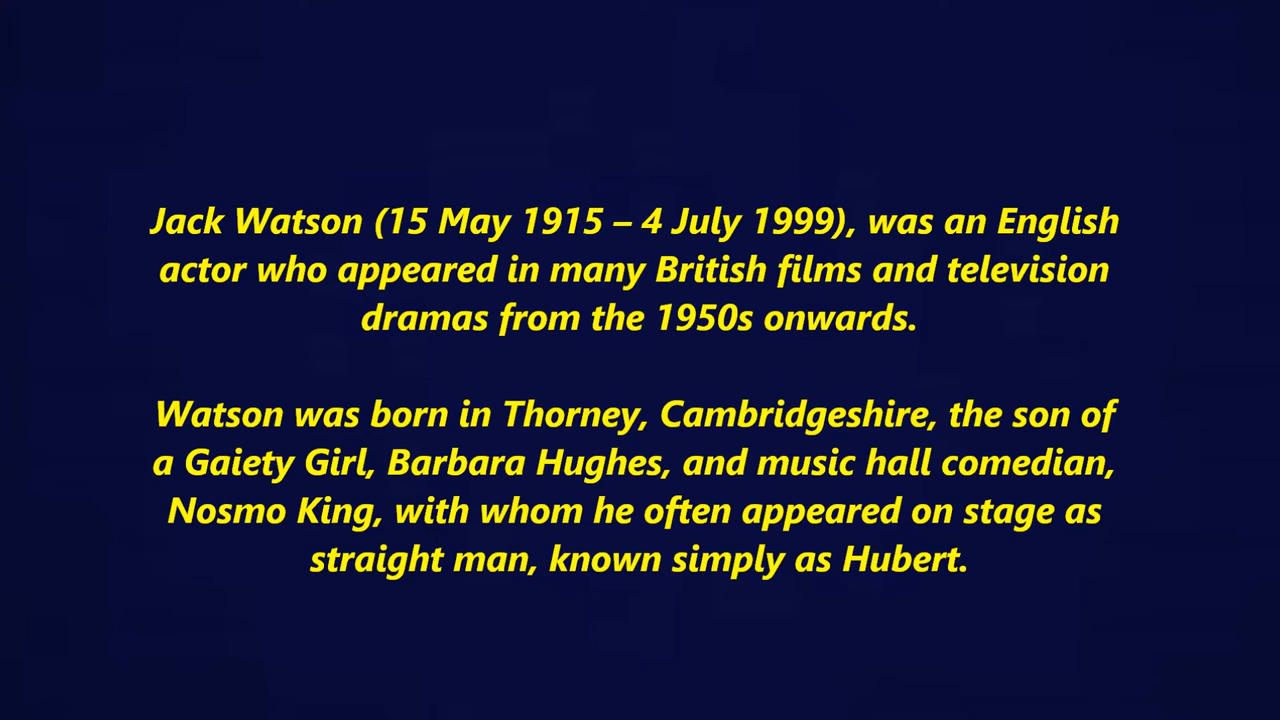 Jack Watson (15 May 1915 – 4 July 1999), was an English
actor who appeared in many British films and television
dramas from the 1950s onwards.
Watson was born in Thorney, Cambridgeshire, the son of
a Gaiety Girl, Barbara Hughes, and music hall comedian,
Nosmo King, with whom he often appeared on stage as
straight man, known simply as Hubert.